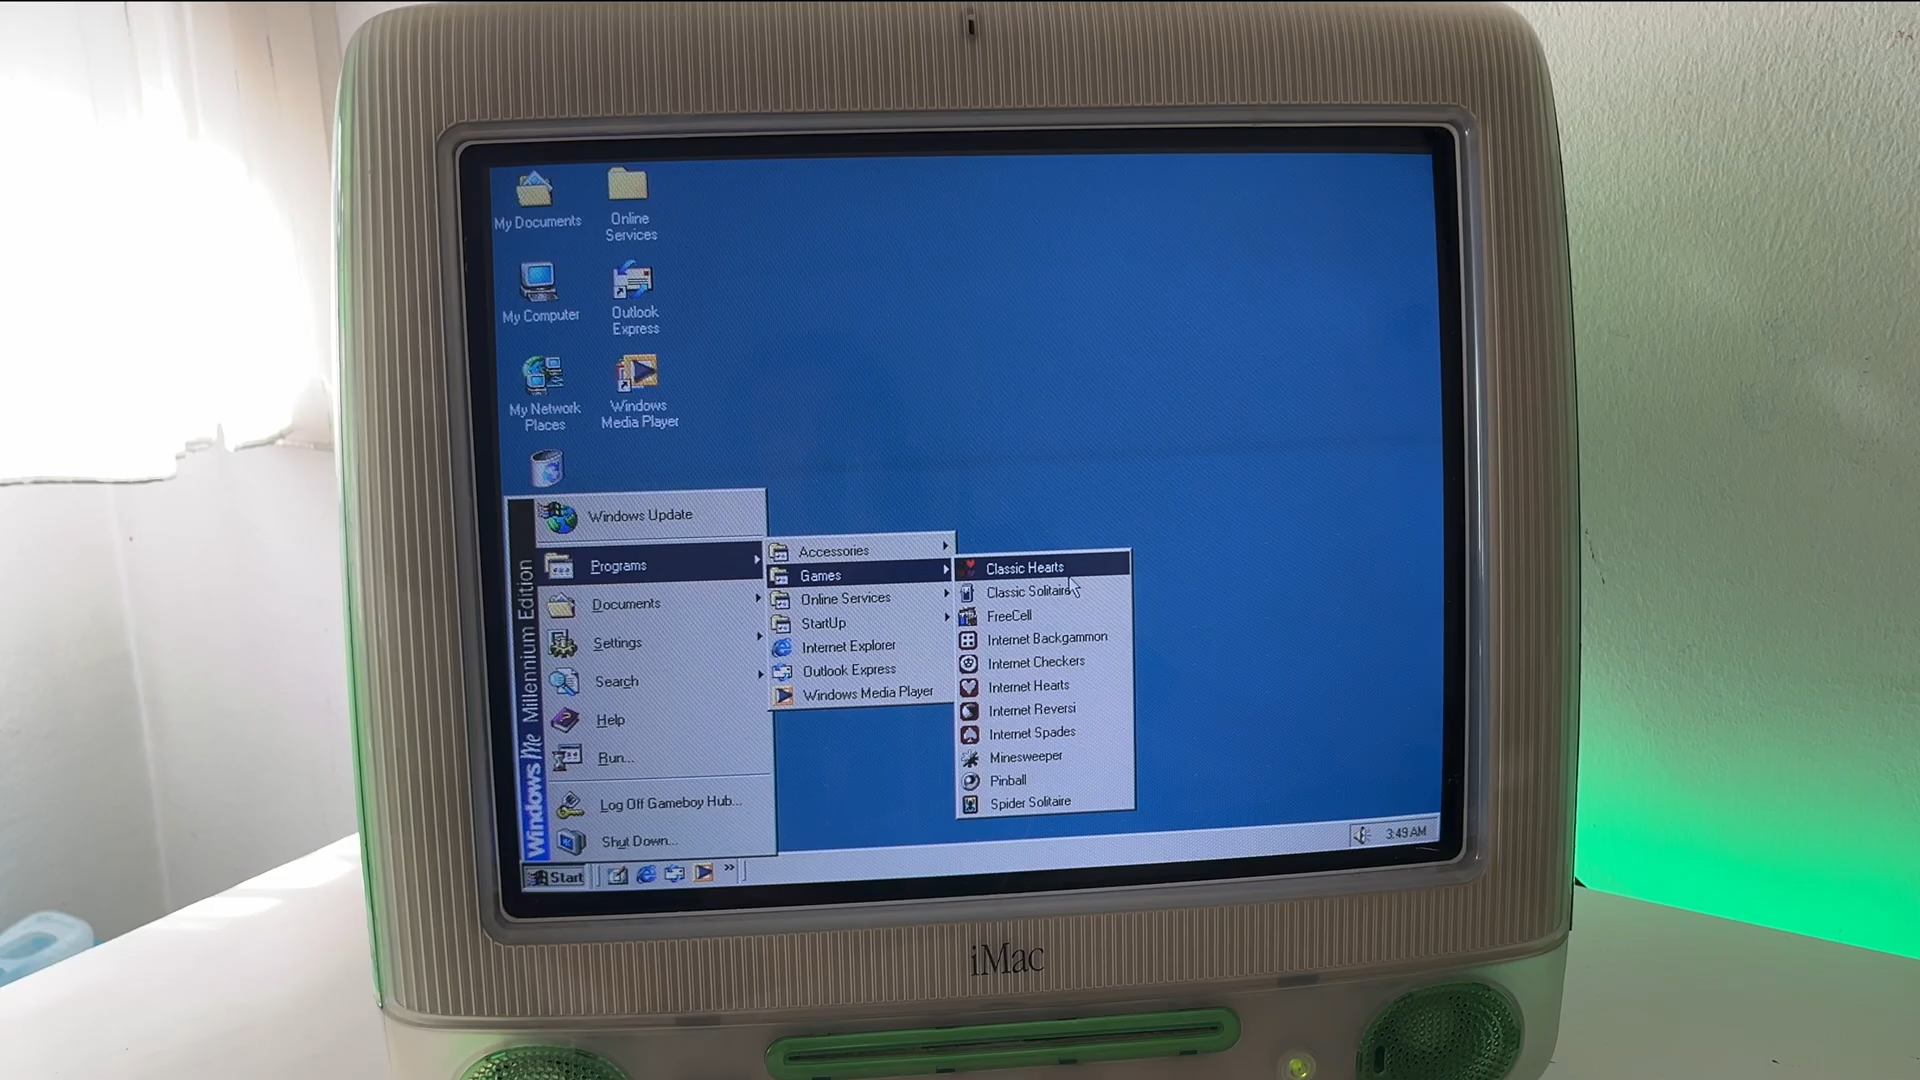 My Documents
Online
Services
My Computer
Outlook
Express
My Network
Places
Windows
Media Player
Windows Update
Programs
Documents
Settings
Search
Help
Run...
Log Off Gameboy Hub...
Shut Down...
Windows Me Millennium Edition
Accessories
Games
Online Services
StartUp
Internet Explorer
Outlook Express
Windows Media Player
Classic Hearts
Classic Solitaire
FreeCell
Internet Backgammon
Internet Checkers
Internet Hearts
Internet Reversi
Internet Spades
Minesweeper
Pinball
Spider Solitaire
Start
»
3:49 AM
iMac